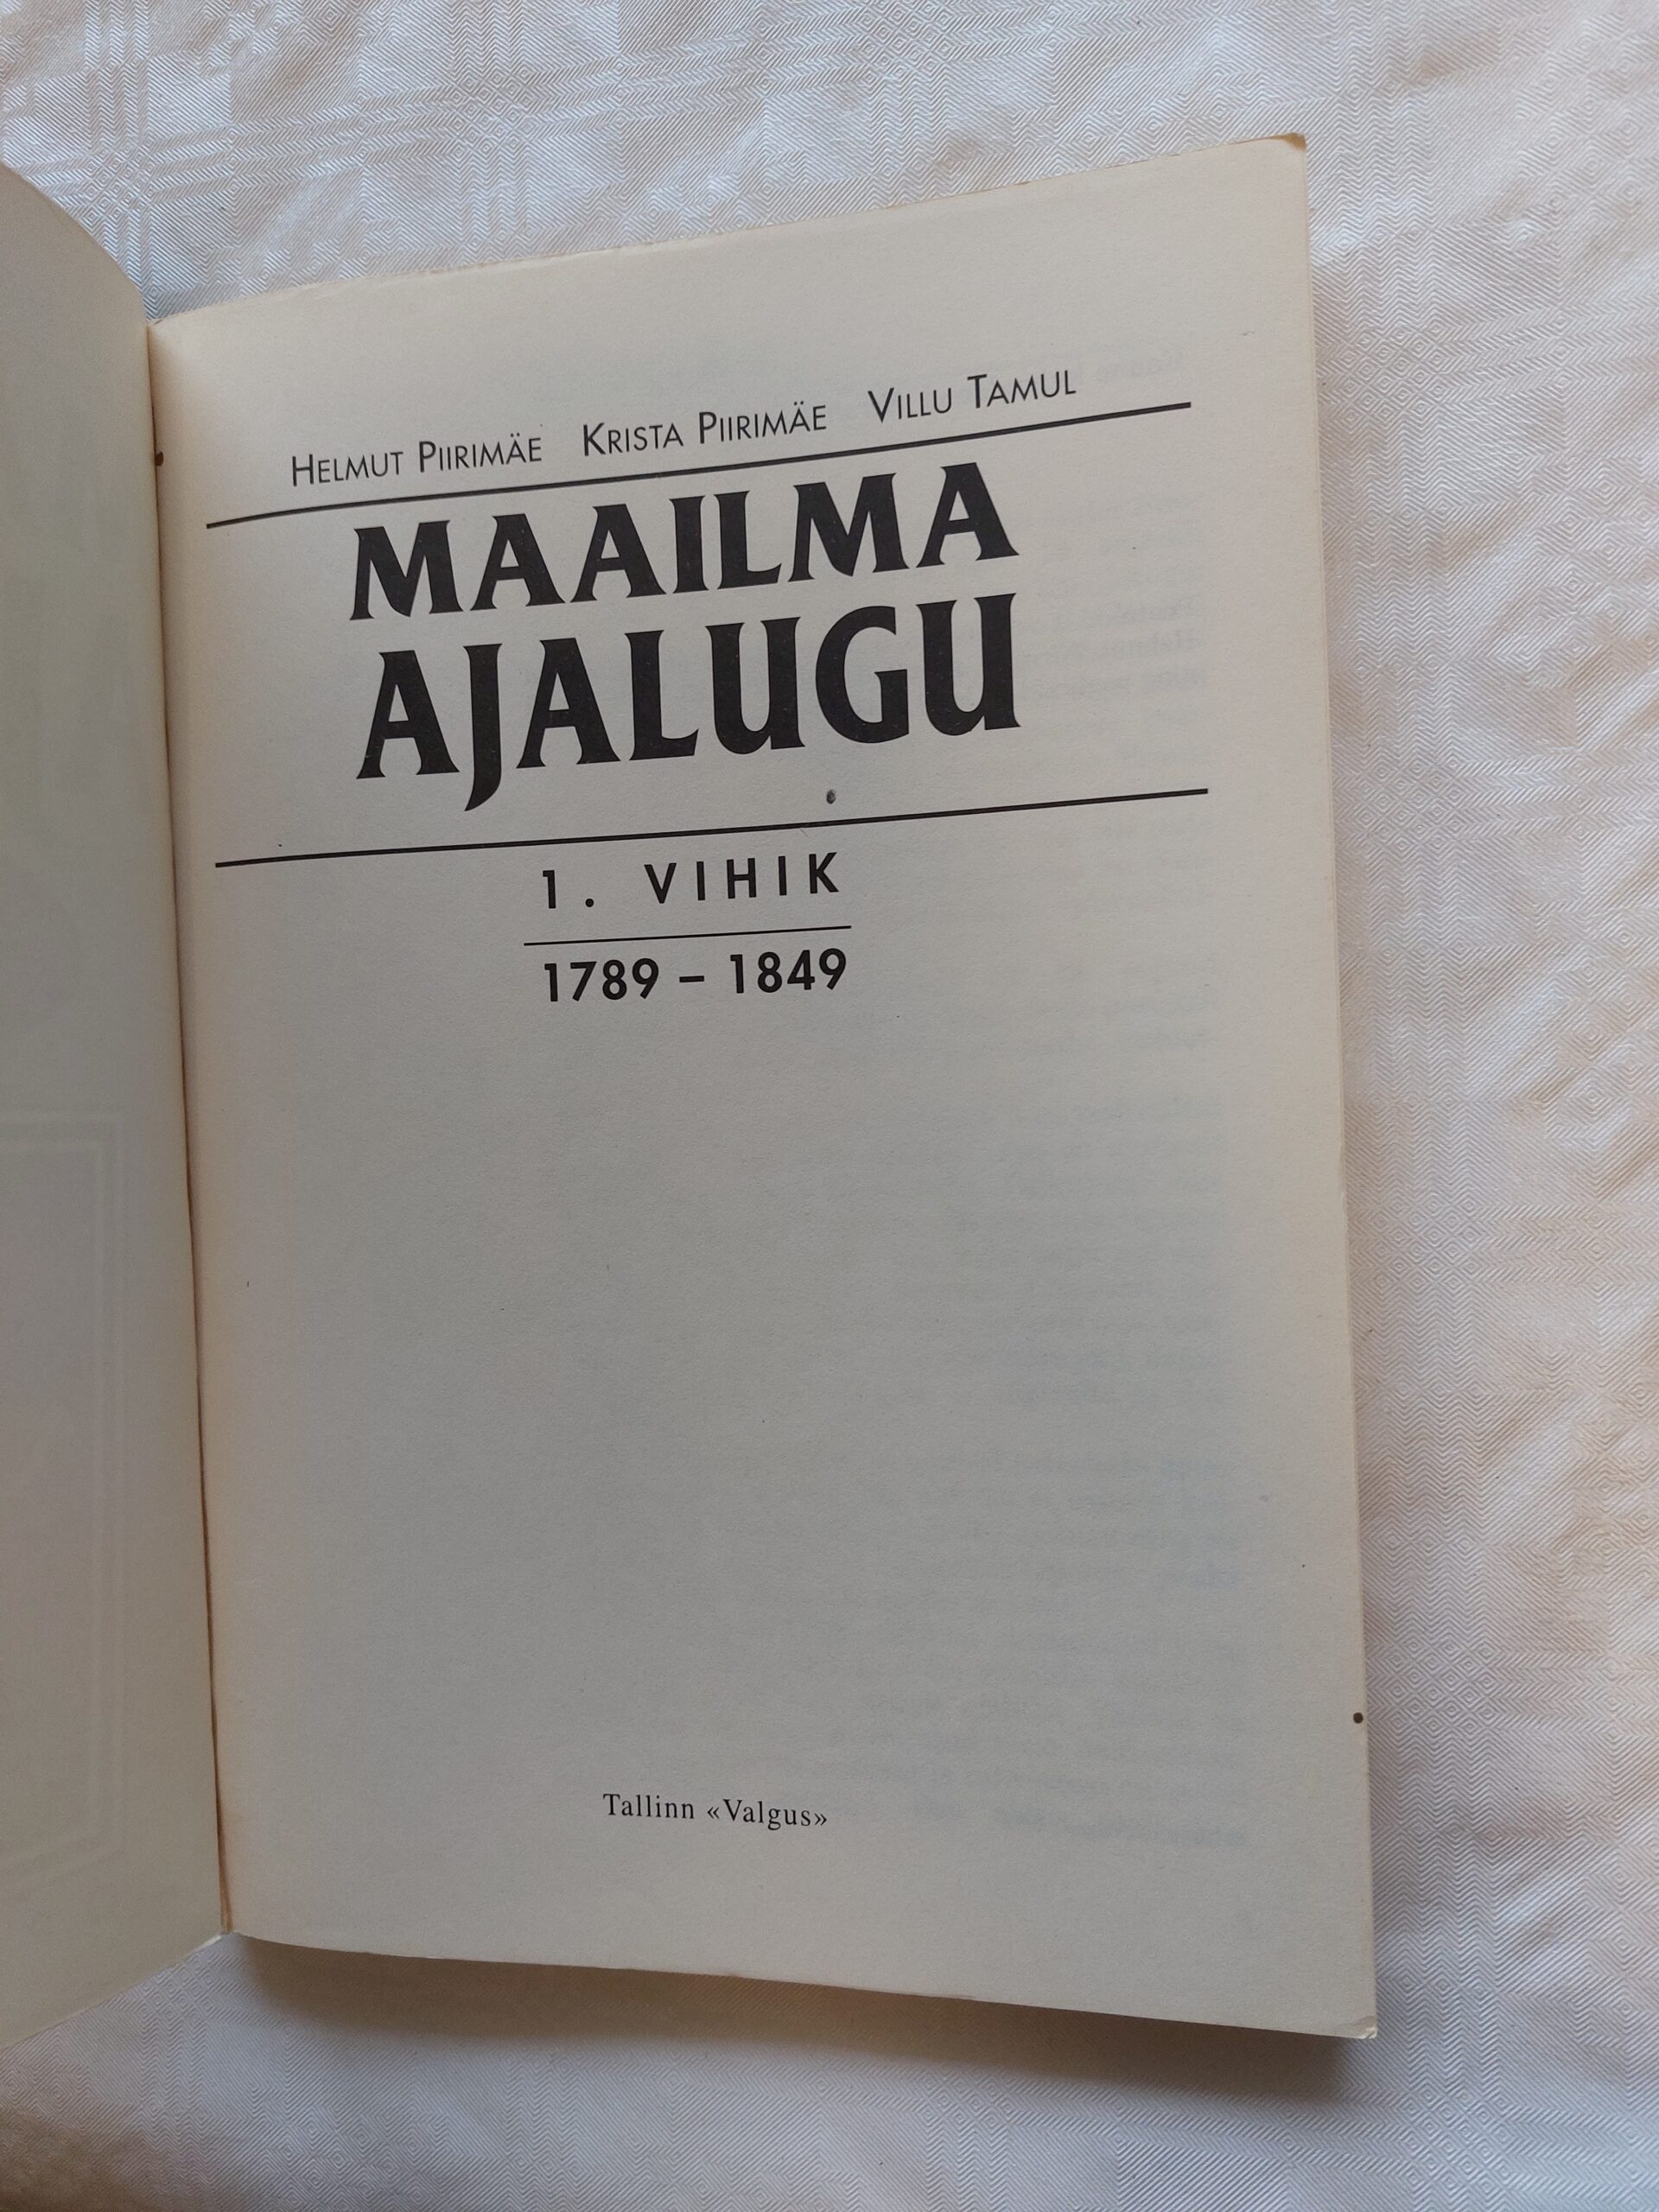 HELMUT PIIRIMÄE KRISTA PIIRIMÄE VILLU TAMUL
MAAILMA
AJALUGU
1. VIHIK
1789 – 1849
Tallinn «Valgus»